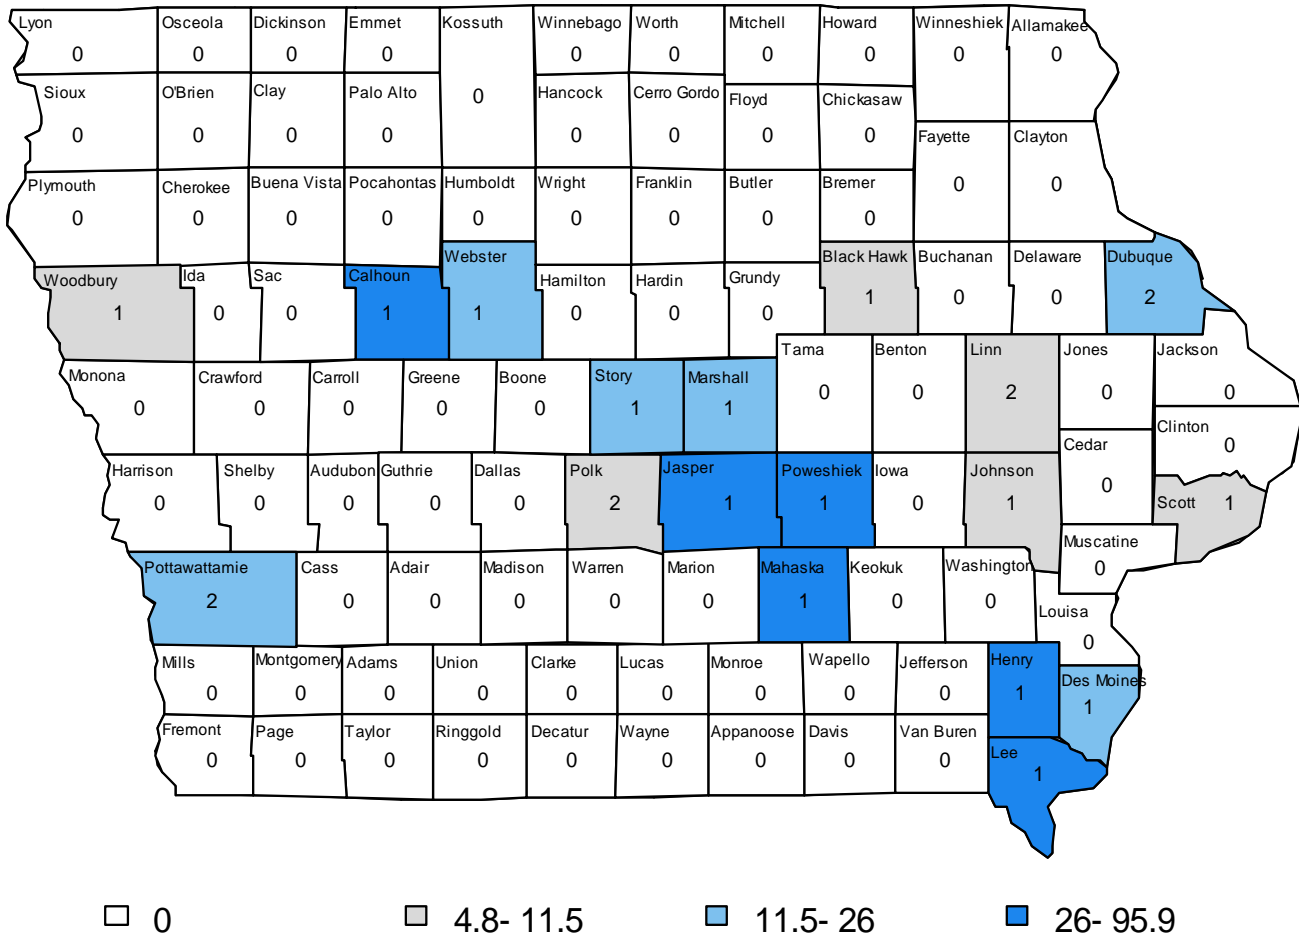 Lyon Osceola Dickinson Emmet Kossuth Winnebago Worth Mitchell Howard Winneshiek Allamakee
0 0 0 0 0 0 0 0 0 0
Sioux O'Brien Clay Palo Alto 0 Hancock Cerro Gordo Floyd Chickasaw
0 0 0 0 0 0 0 0
Fayette Clayton
0 0
Plymouth Cherokee Buena Vista Pocahontas Humboldt Wright Franklin Butler Bremer
0 0 0 0 0 0 0 0 0
Woodbury Ida Sac Calhoun Webster Hamilton Hardin Grundy Black Hawk Buchanan Delaware Dubuque
1 0 0 1 1 0 0 0 1 0 0 2
Monona Crawford Carroll Greene Boone Story Marshall Tama Benton Linn Jones Jackson
0 0 0 0 0 1 1 0 0 2 0 0
Clinton
0
Cedar
0
Harrison Shelby Audubon Guthrie Dallas Polk Jasper Poweshiek Iowa Johnson Scott
0 0 0 0 0 2 1 1 0 1 1
Muscatine
0
Pottawattamie Cass Adair Madison Warren Marion Mahaska Keokuk Washington
2 0 0 0 0 0 1 0 0
Louisa
0
Mills Montgomery Adams Union Clarke Lucas Monroe Wapello Jefferson Henry Des Moines
0 0 0 0 0 0 0 0 0 1 1
Fremont Page Taylor Ringgold Decatur Wayne Appanoose Davis Van Buren Lee
0 0 0 0 0 0 0 0 0 1
0 4.8- 11.5 11.5- 26 26- 95.9